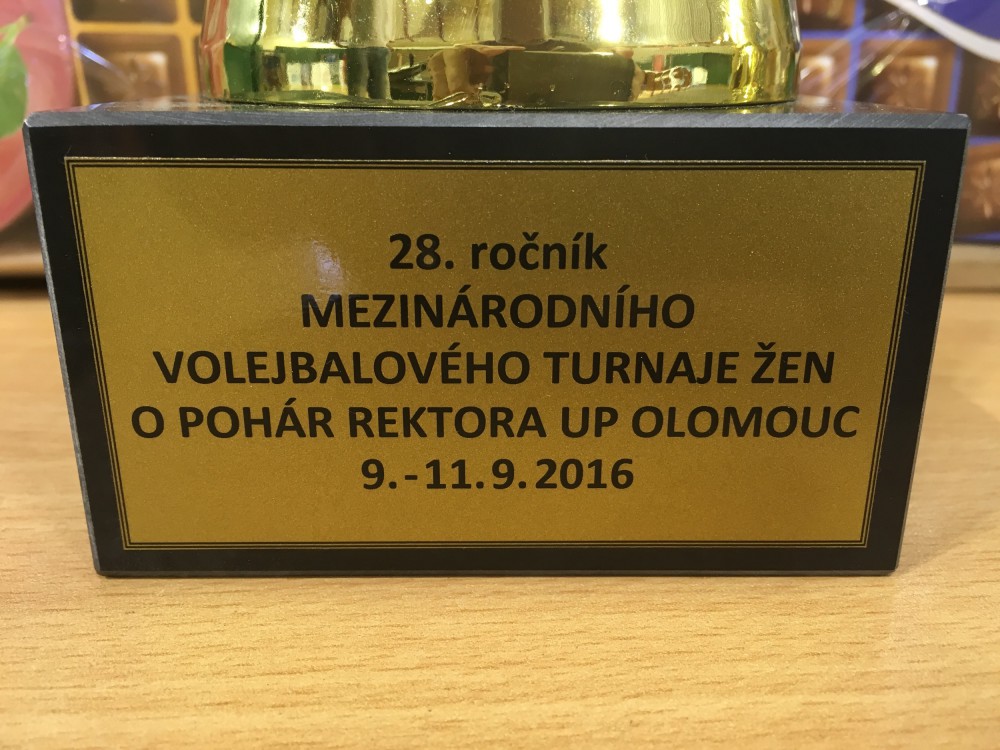 28. ročník
MEZINÁRODNÍHO
VOLEJBALOVÉHO TURNAJE ŽEN
O POHÁR REKTORA UP OLOMOUC
9.-11.9.2016